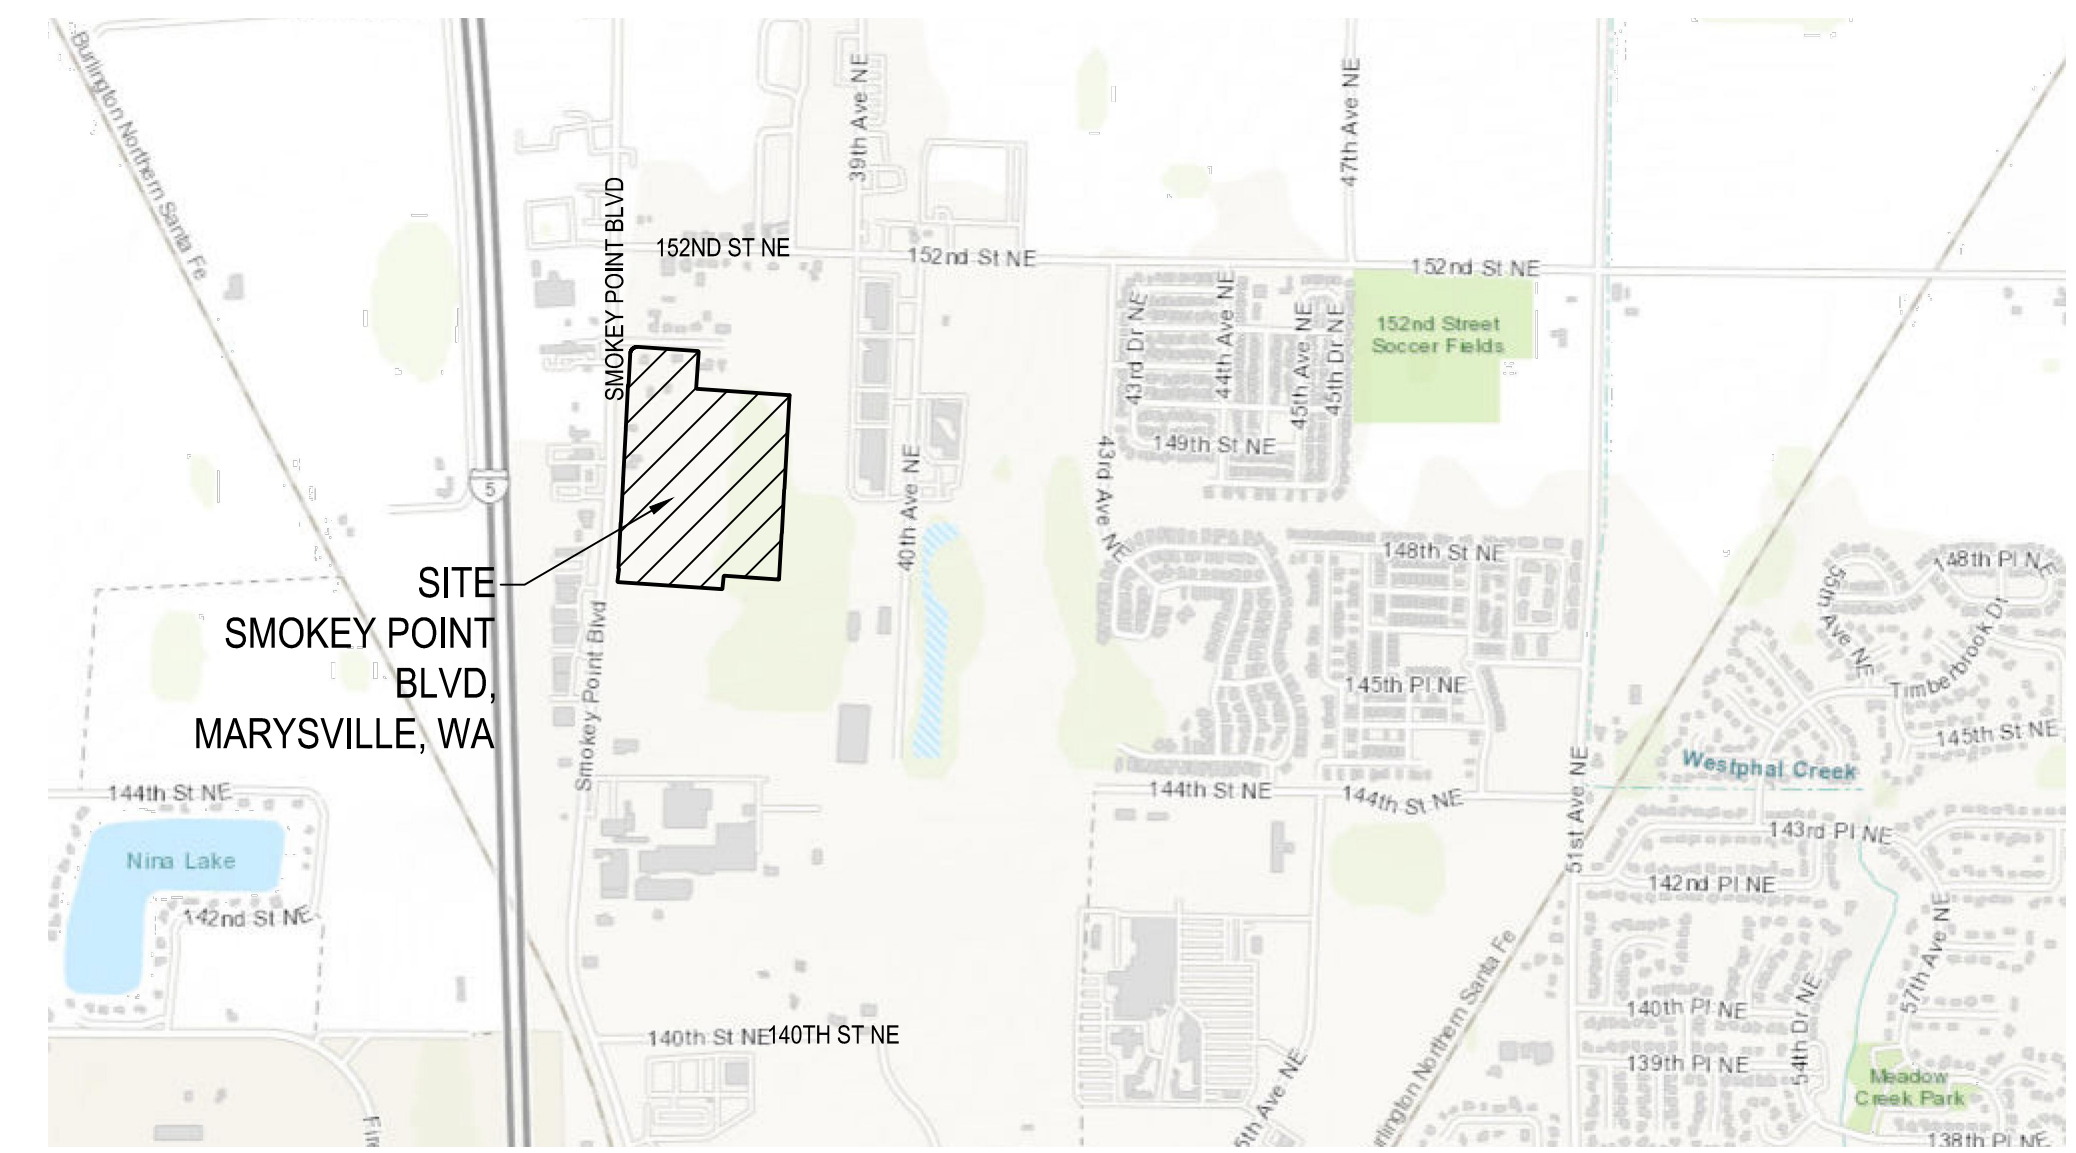 Burlington Northern Santa Fe
39th Ave NE
47th Ave NE
SMOKEY POINT BLVD
152ND ST NE
152nd St NE
152nd St NE
43rd Dr NE
44th Ave NE
45th Ave NE
45th Dr NE
152nd Street
Soccer Fields
149th St NE
43rd Ave NE
40th Ave NE
5
148th St NE
148th Pl NE
55th Ave NE
Timberbrook Dr
SITE
SMOKEY POINT
BLVD,
MARYSVILLE, WA
Smokey Point Blvd
145th Pl NE
145th St NE
Westphal Creek
51st Ave NE
144th St NE
144th St NE
144th St NE
143rd Pl NE
Nina Lake
142nd St NE
142nd Pl NE
57th Ave NE
140th St NE
140TH ST NE
140th Pl NE
54th Dr NE
139th Pl NE
Meadow
Creek Park
138th Pl NE
5th Ave NE
rlington Northern Santa Fe